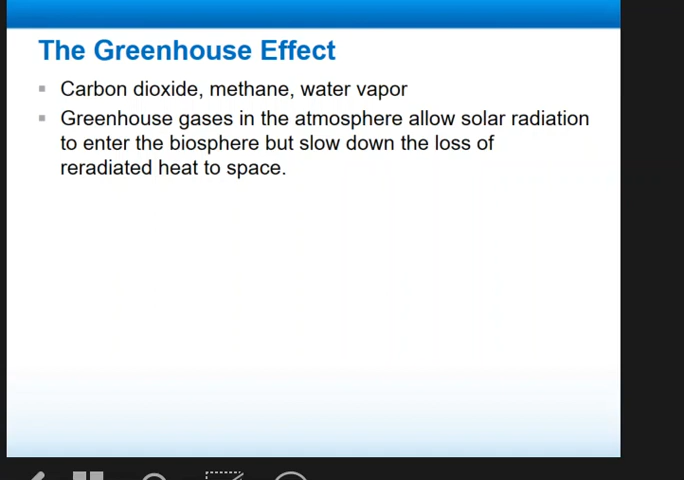 The Greenhouse Effect
Carbon dioxide, methane, water vapor
Greenhouse gases in the atmosphere allow solar radiation
to enter the biosphere but slow down the loss of
reradiated heat to space.